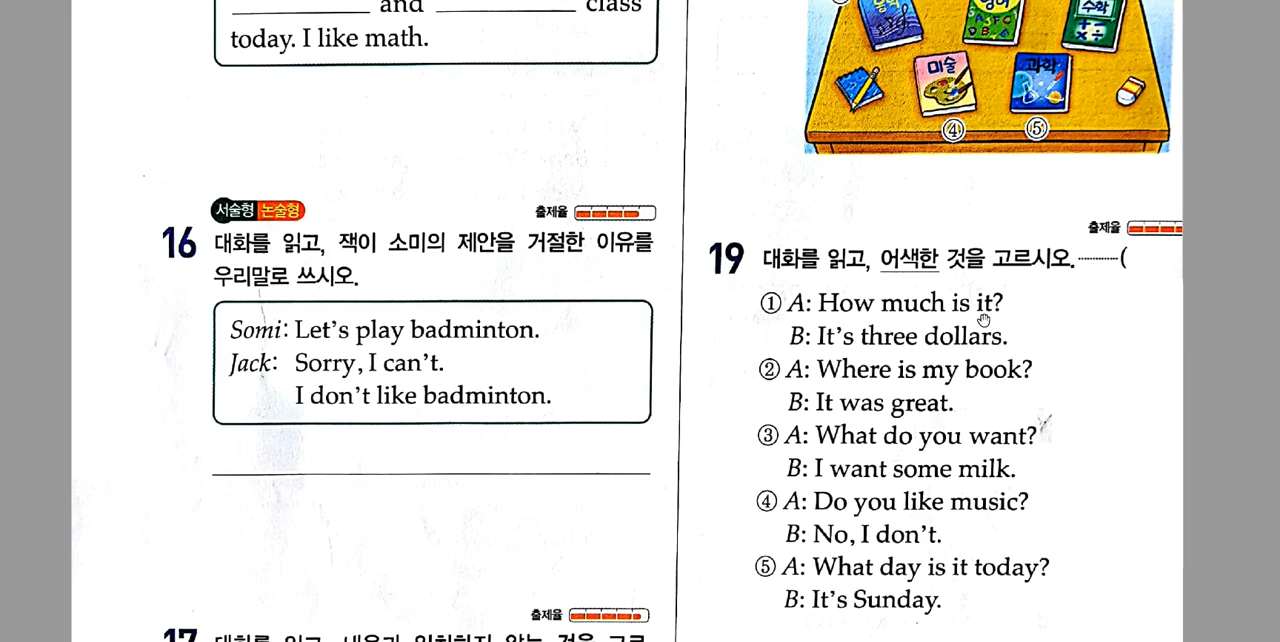 and class
today. I like math.
서술형 논술형
출제율
16 대화를 읽고, 잭이 소미의 제안을 거절한 이유를
우리말로 쓰시오.
Somi: Let's play badminton.
Jack: Sorry, I can't.
I don't like badminton.
출제율
17
영어
수학
미술
과학
④ ⑤
출제율
19 대화를 읽고, 어색한 것을 고르시오. (
① A: How much is it?
B: It's three dollars.
② A: Where is my book?
B: It was great.
③ A: What do you want?
B: I want some milk.
④ A: Do you like music?
B: No, I don't.
⑤ A: What day is it today?
B: It's Sunday.